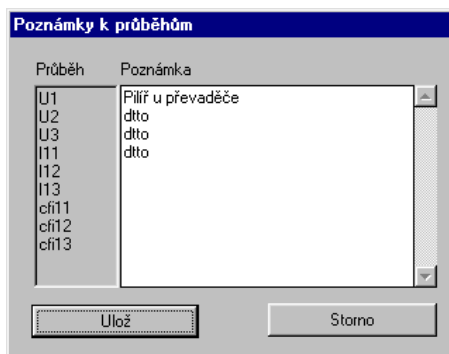 Poznámky k průběhům
Průběh Poznámka
U1 Pilíř u převaděče
U2 dtto
U3 dtto
I11 dtto
I12
I13
cfi11
cfi12
cfi13
Ulož Storno